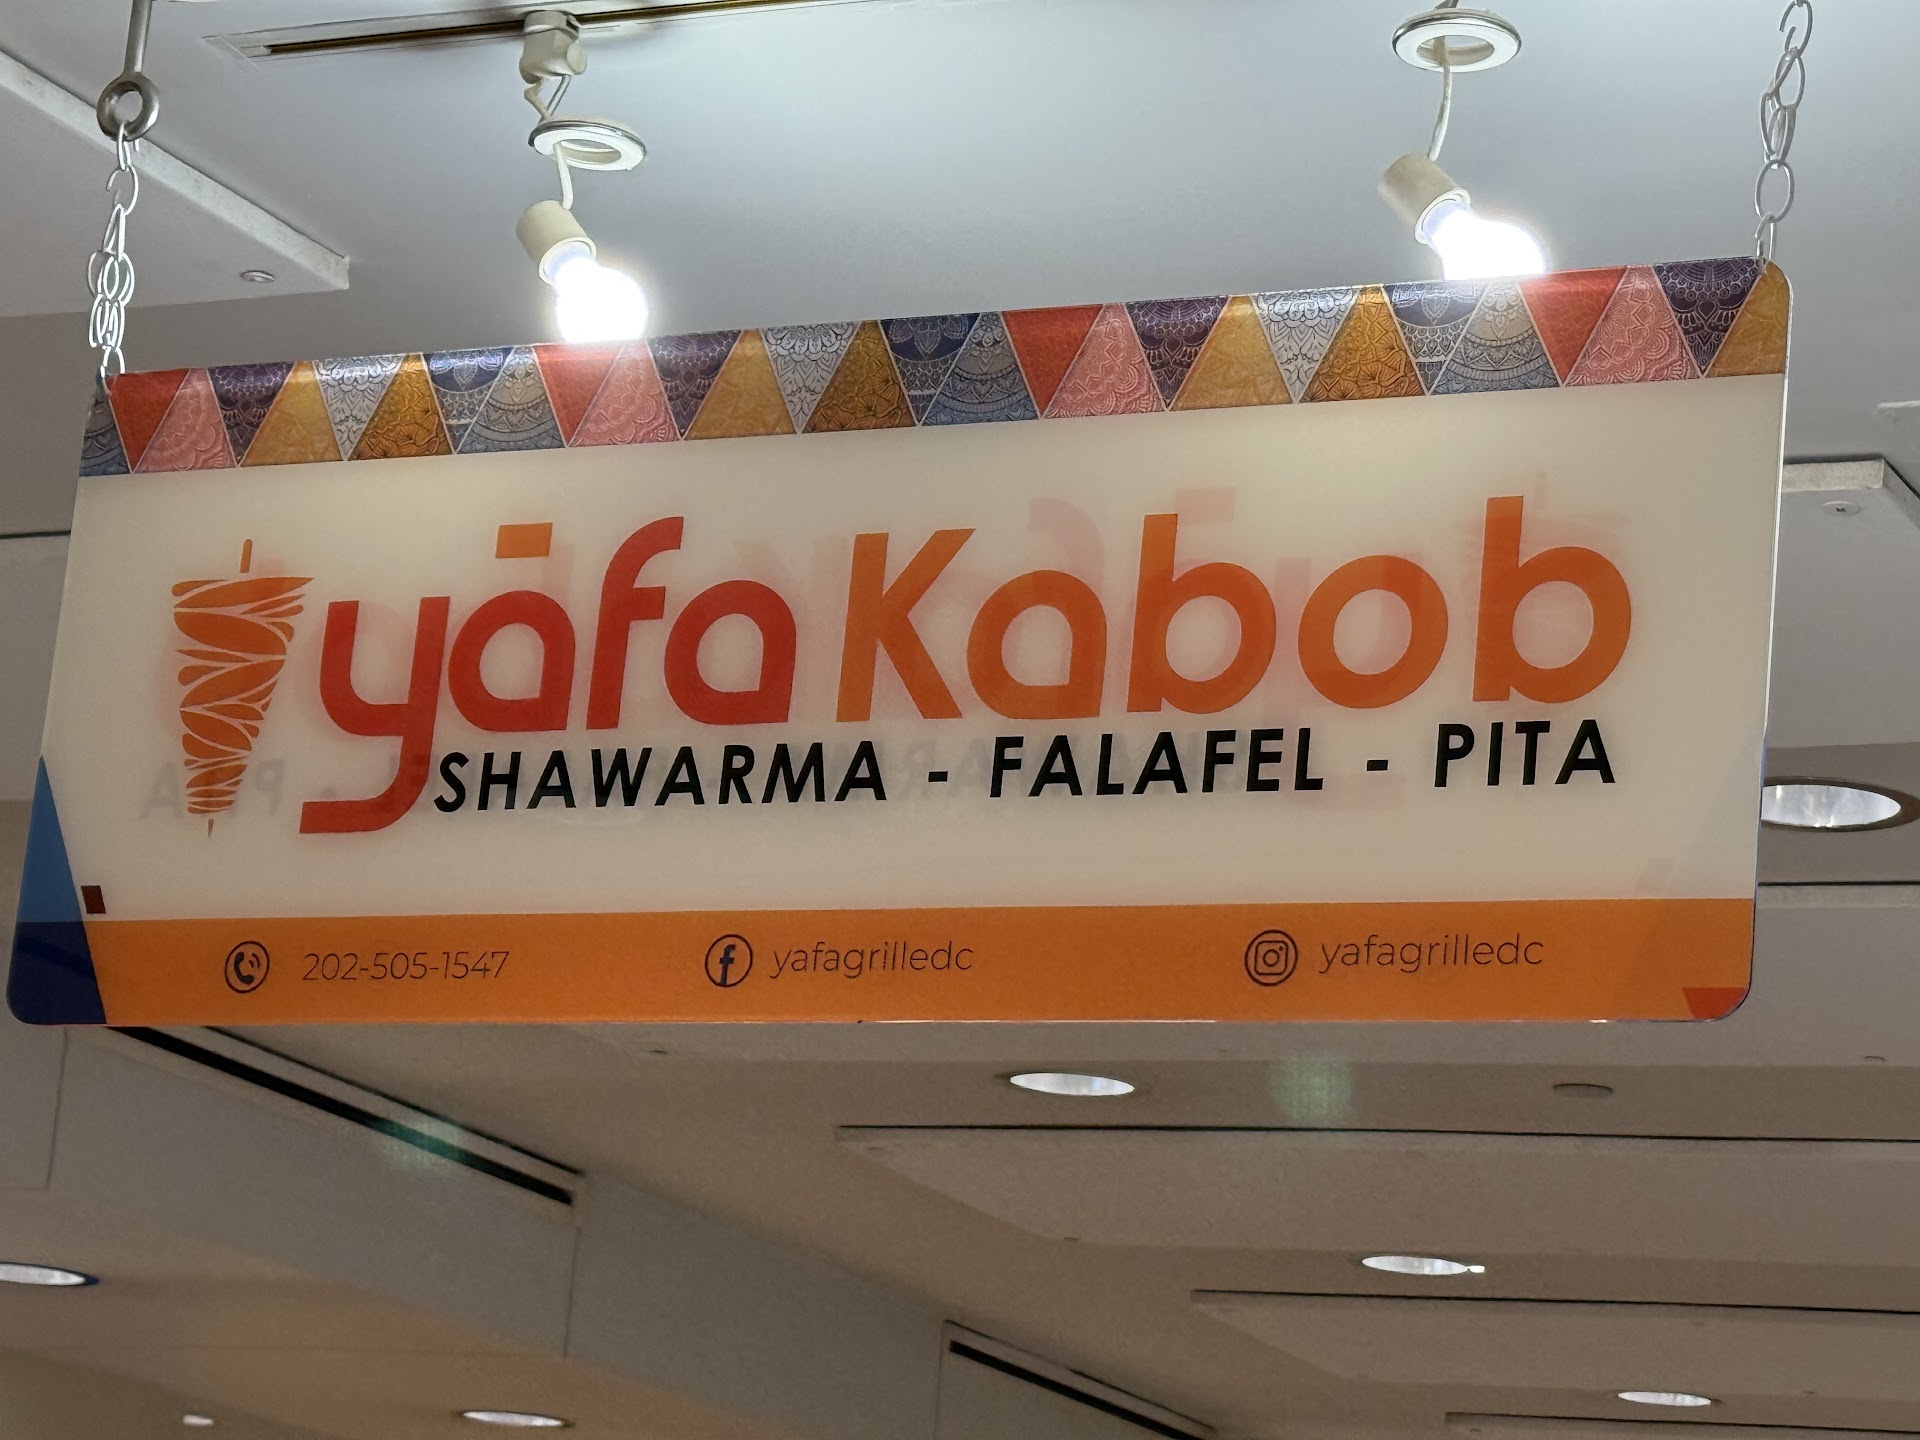 yafa Kabob
SHAWARMA - FALAFEL - PITA
202-505-1547 yafagrilledc yafagrilledc